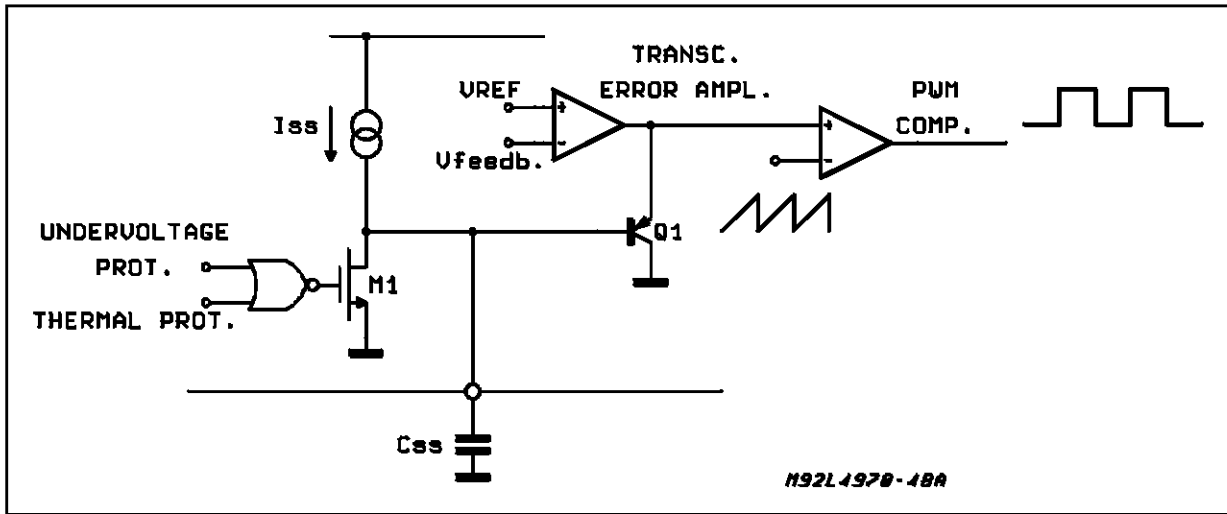 TRANSC.
ERROR AMPL.
VREF
+
-
Vfeedb.
Iss
PWM
COMP.
+
-
UNDERVOLTAGE
PROT.
THERMAL PROT.
M1
Q1
Css
M92L4970-48A